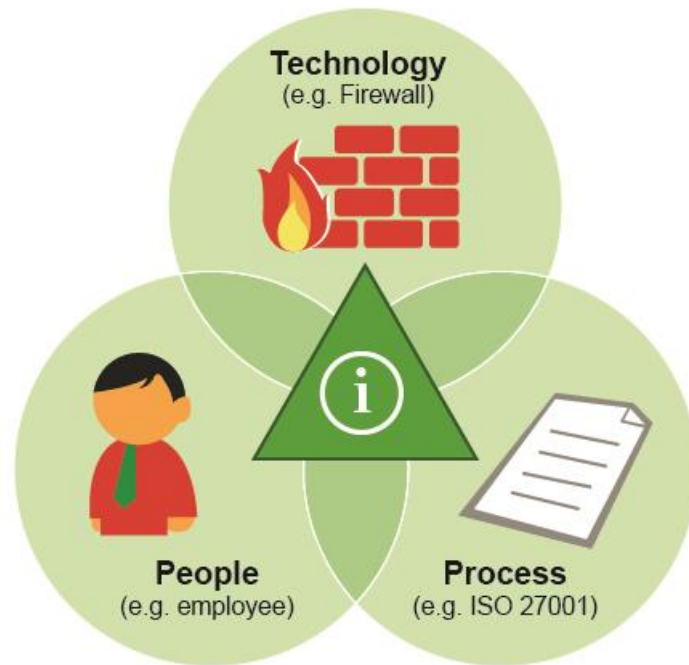 Technology
(e.g. Firewall)
i
People
(e.g. employee)
Process
(e.g. ISO 27001)